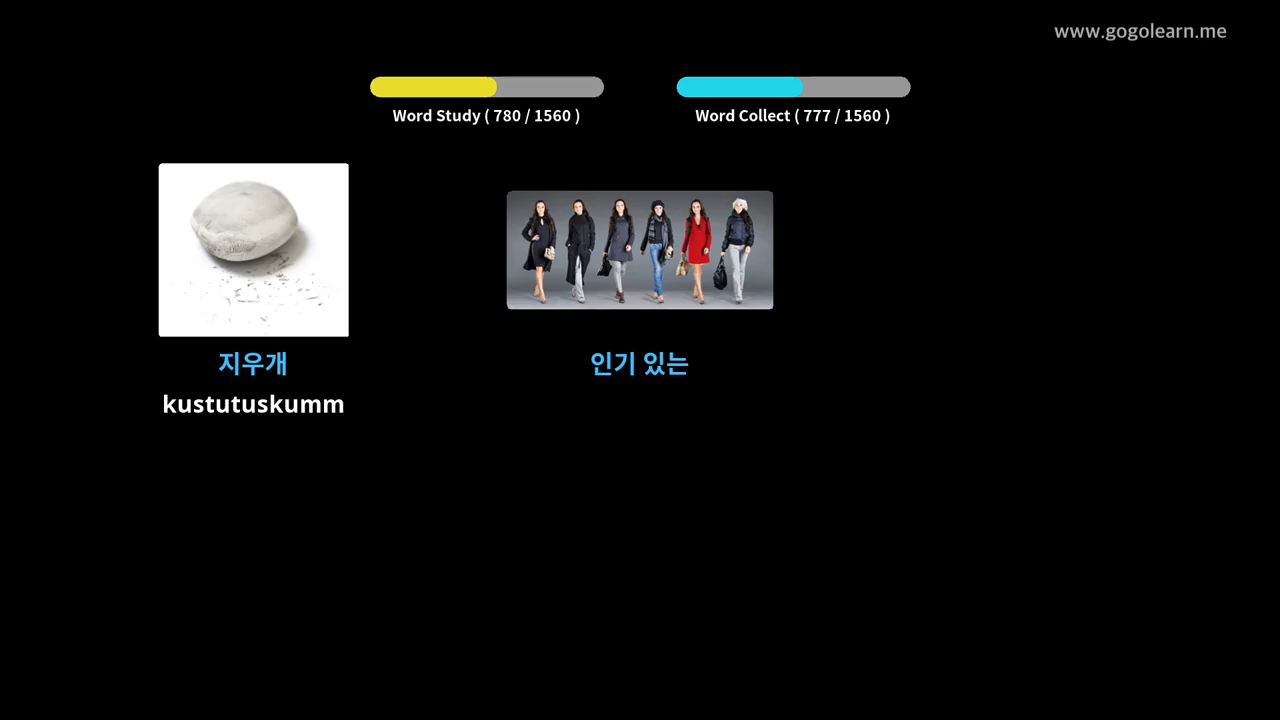 www.gogolearn.me
Word Study ( 780 / 1560 )
Word Collect ( 777 / 1560 )
지우개
인기 있는
kustutuskumm